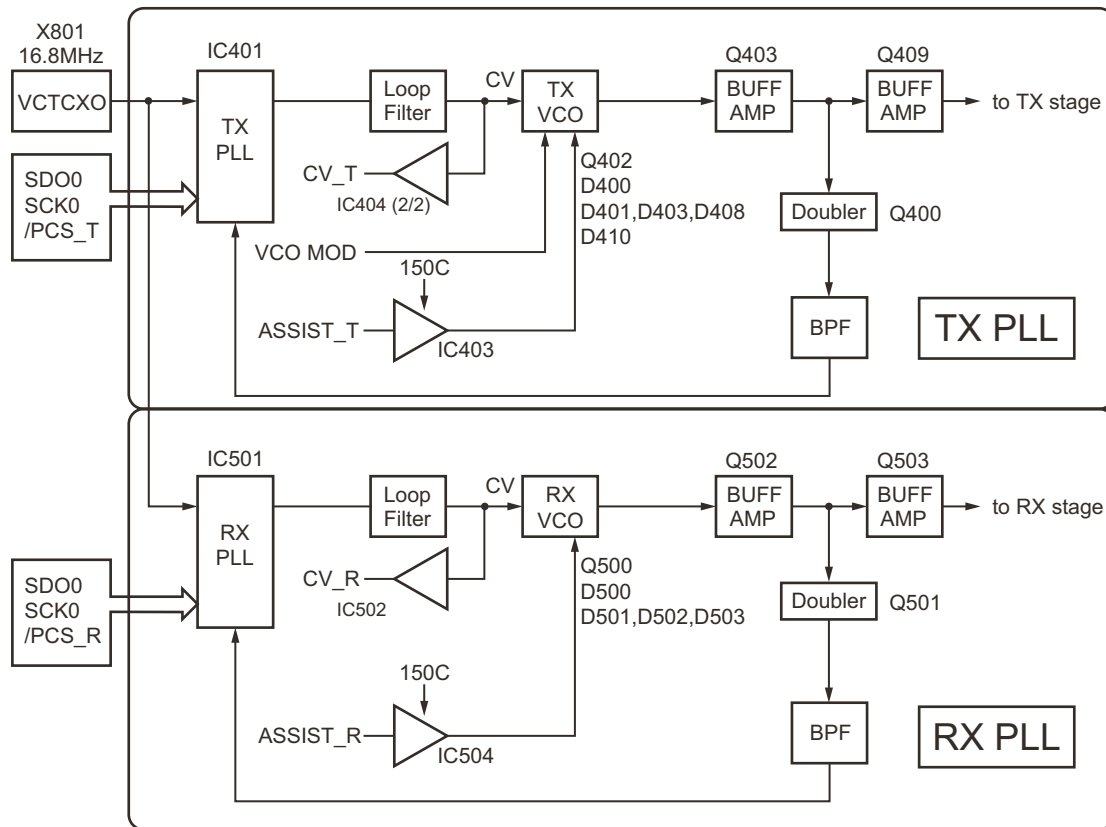 X801
16.8MHz
VCTCXO
SDO0
SCK0
/PCS_T
IC401
TX
PLL
Loop
Filter
CV
TX
VCO
CV_T
IC404 (2/2)
VCO MOD
150C
ASSIST_T
IC403
Q402
D400
D401,D403,D408
D410
Q403
BUFF
AMP
Q409
BUFF
AMP
to TX stage
Doubler
Q400
BPF
TX PLL
SDO0
SCK0
/PCS_R
IC501
RX
PLL
Loop
Filter
CV
RX
VCO
CV_R
IC502
150C
ASSIST_R
IC504
Q500
D500
D501,D502,D503
Q502
BUFF
AMP
Q503
BUFF
AMP
to RX stage
Doubler
Q501
BPF
RX PLL